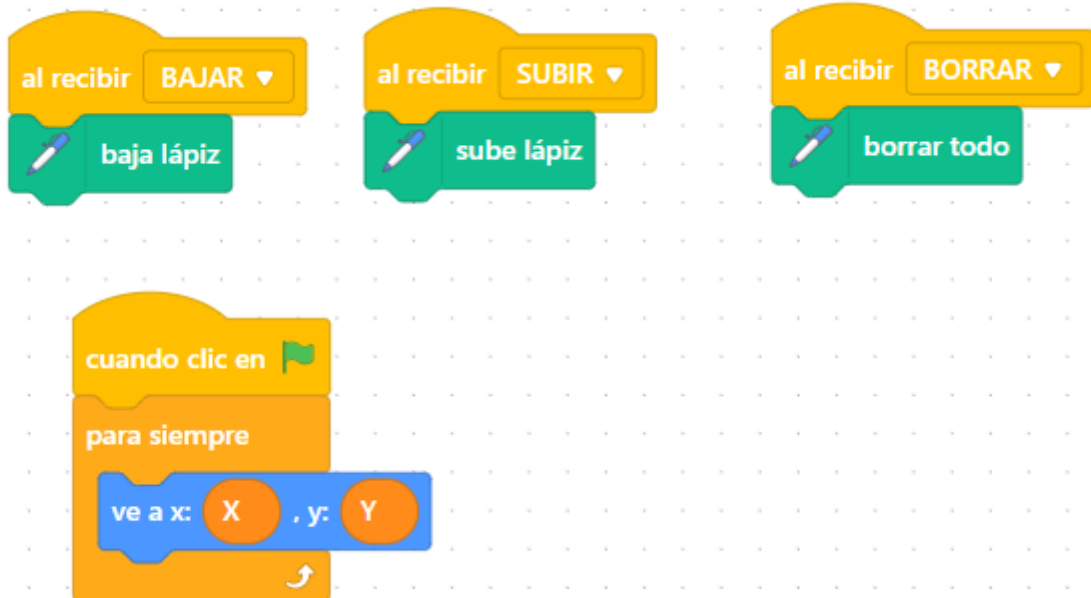 al recibir BAJAR
baja lápiz
al recibir SUBIR
sube lápiz
al recibir BORRAR
borrar todo
cuando clic en
para siempre
ve a x: X , y: Y